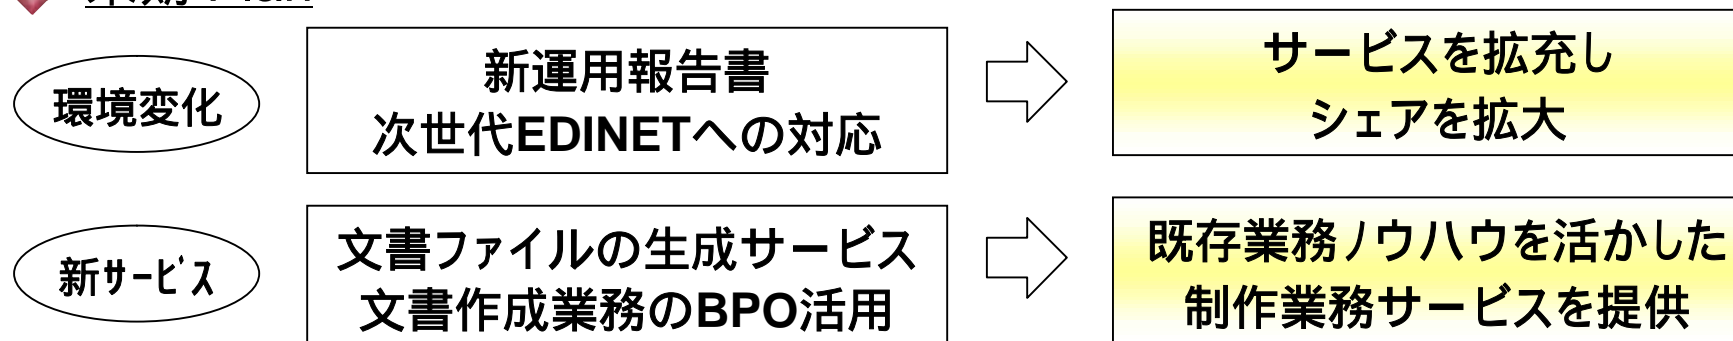 環境変化
新運用報告書
次世代EDINETへの対応
サービスを拡充し
シェアを拡大
新ｻｰﾋﾞｽ
文書ファイルの生成サービス
文書作成業務のBPO活用
既存業務ノウハウを活かした
制作業務サービスを提供